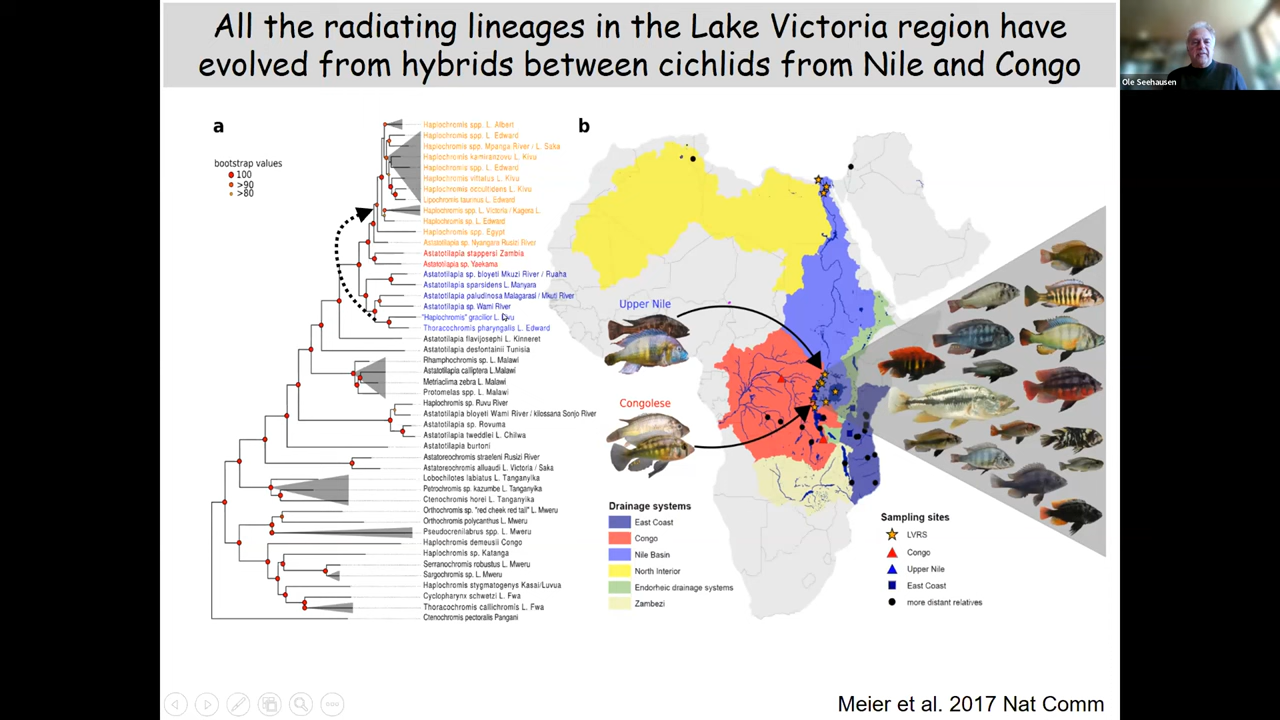 All the radiating lineages in the Lake Victoria region have
evolved from hybrids between cichlids from Nile and Congo
Ole Seehausen
a
bootstrap values
100
>90
>80
Haplochromis spp. L. Albert
Haplochromis spp. L. Edward
Haplochromis spp. Mpanga River / L. Saka
Haplochromis kamiranzovu L. Kivu
Haplochromis spp. L. Edward
Haplochromis vittatus L. Kivu
Haplochromis occultidens L. Kivu
Lipochromis taurinus L. Edward
Haplochromis spp. L. Victoria / Kagera L.
Haplochromis sp. L. Edward
Haplochromis spp. Egypt
Astatotilapia sp. Nyangara Rusizi River
Astatotilapia stappersi Zambia
Astatotilapia sp. Yaekama
Astatotilapia sp. bloyeti Mkuzi River / Ruaha
Astatotilapia sparsidens L. Manyara
Astatotilapia paludinosa Malagarasi / Mkuti River
Astatotilapia sp. Wami River
"Haplochromis" gracilior L.
Thoracochromis pharyngalis L. Edward
Astatotilapia flaviijosephi L. Kinneret
Astatotilapia desfontainii Tunisia
Rhamphochromis sp. L. Malawi
Astatotilapia calliptera L.Malawi
Metriaclima zebra L. Malawi
Protomelas spp. L. Malawi
Haplochromis sp. Ruvu River
Astatotilapia bloyeti Wami River / kilossana Sonjo River
Astatotilapia sp. Rovuma
Astatotilapia tweddlei L. Chilwa
Astatotilapia burtoni
Astatoreochromis straeleni Rusizi River
Astatoreochromis alluaudi L. Victoria / Saka
Lobochilotes labiatus L. Tanganyika
Petrochromis sp. kazumbe L. Tanganyika
Ctenochromis horei L. Tanganyika
Orthochromis sp. "red cheek red tail" L. Mweru
Orthochromis polycanthus L. Mweru
Pseudocrenilabrus spp. L. Mweru
Haplochromis demeusii Congo
Haplochromis sp. Katanga
Serranochromis robustus L. Mweru
Sargochromis sp. L. Mweru
Haplochromis stygmatogenys Kasai/Luvua
Cyclopharynx schwetzi L. Fwa
Thoracochromis callichromis L. Fwa
Ctenochromis pectoralis Pangani
b
Upper Nile
Congolese
Drainage systems
East Coast
Congo
Nile Basin
North Interior
Endorheic drainage systems
Zambezi
Sampling sites
LVRS
Congo
Upper Nile
East Coast
more distant relatives
Meier et al. 2017 Nat Comm